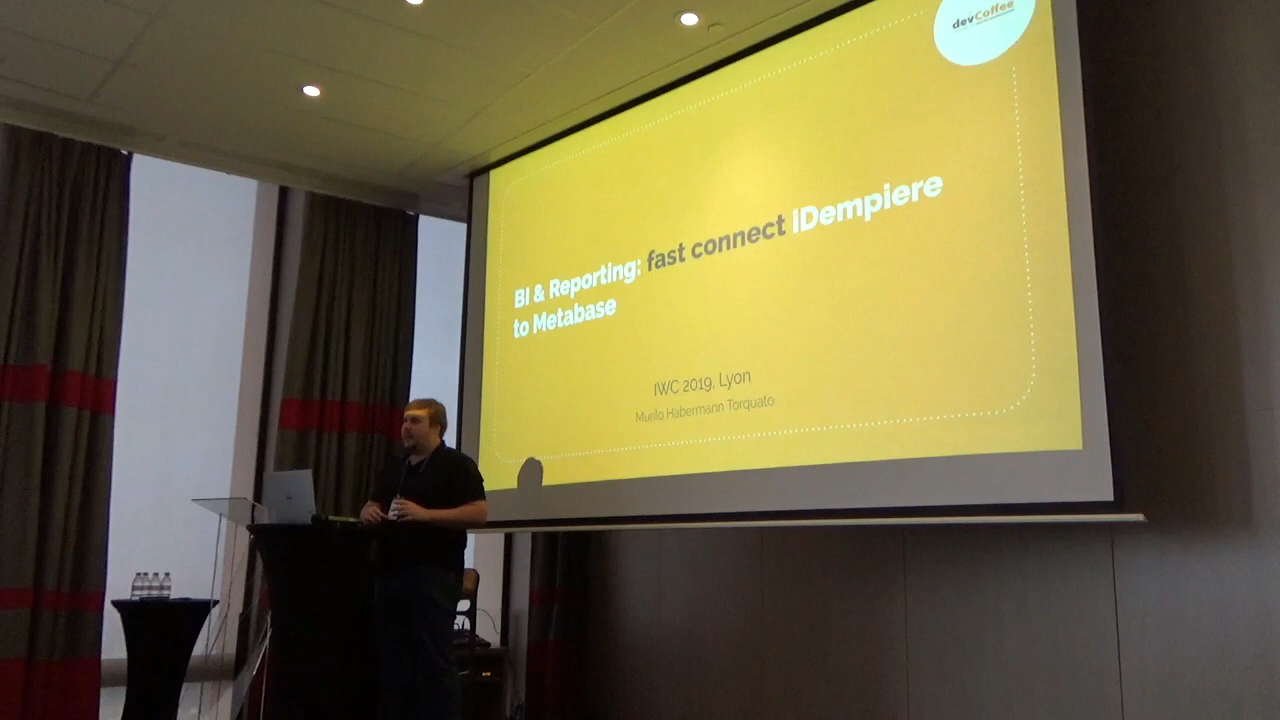 devCoffee
BI & Reporting: fast connect iDempiere
to Metabase
IWC 2019, Lyon
Murilo Habermann Torquato